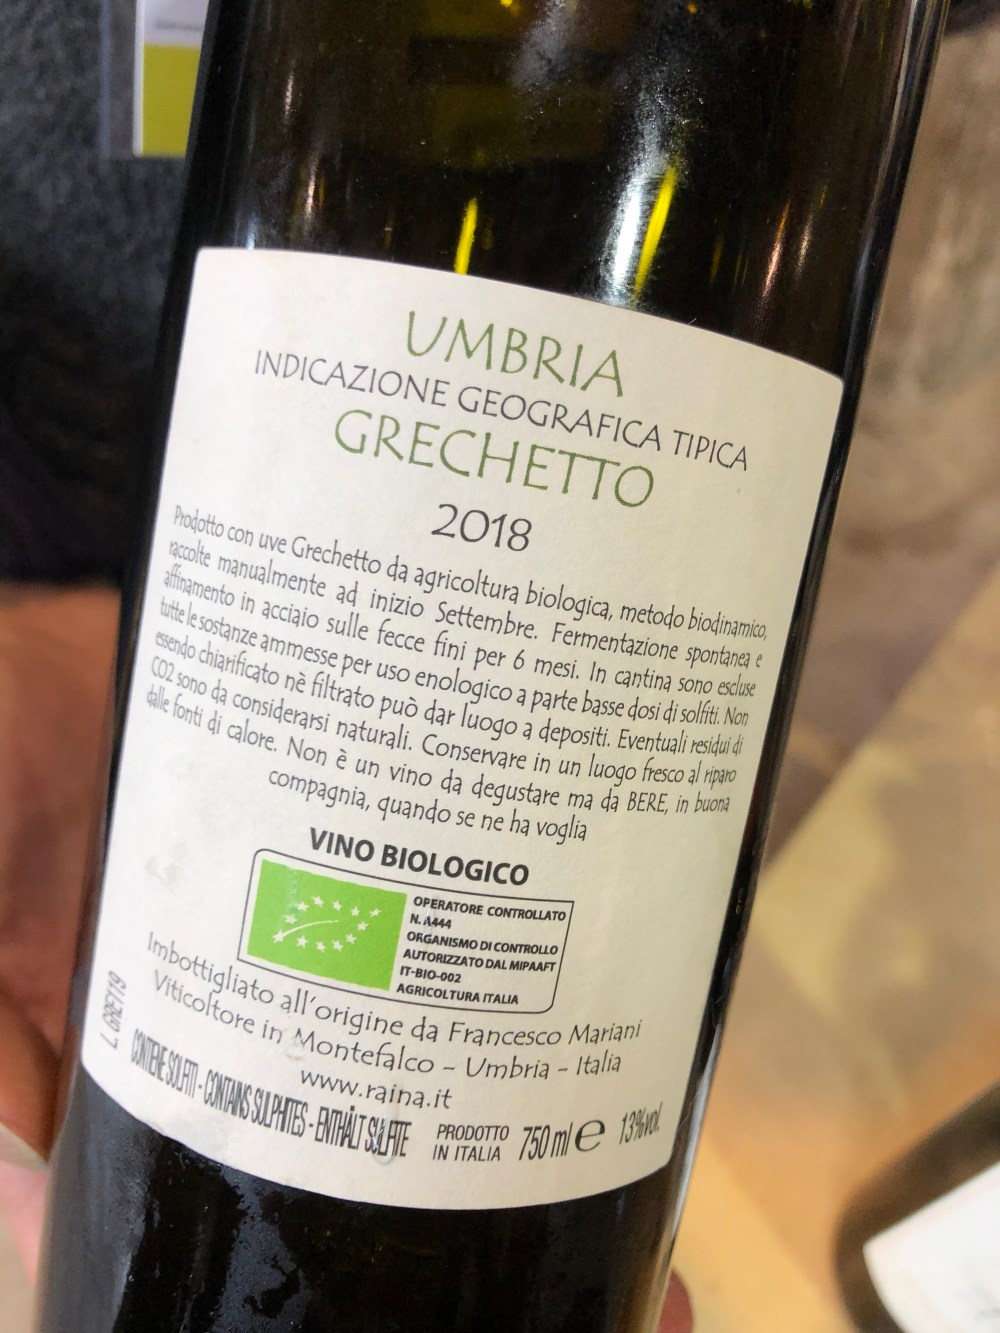 UMBRIA
INDICAZIONE GEOGRAFICA TIPICA
GRECHETTO
2018
Prodotto con uve Grechetto da agricoltura biologica, metodo biodinamico,
raccolte manualmente ad inizio Settembre. Fermentazione spontanea e
affinamento in acciaio sulle fecce fini per 6 mesi. In cantina sono escluse
tutte le sostanze ammesse per uso enologico a parte basse dosi di solfiti. Non
essendo chiarificato nè filtrato può dar luogo a depositi. Eventuali residui di
CO2 sono da considerarsi naturali. Conservare in un luogo fresco al riparo
dalle fonti di calore. Non è un vino da degustare ma da BERE, in buona
compagnia, quando se ne ha voglia
VINO BIOLOGICO
OPERATORE CONTROLLATO
N. A444
ORGANISMO DI CONTROLLO
AUTORIZZATO DAL MIPAAFT
IT-BIO-002
AGRICOLTURA ITALIA
Imbottigliato all'origine da Francesco Mariani
Viticoltore in Montefalco - Umbria - Italia
www.raina.it
CONTIENE SOLFITI - CONTAINS SULPHITES - ENTHÄLT SULFITE
PRODOTTO
IN ITALIA
750 ml e 13%vol.